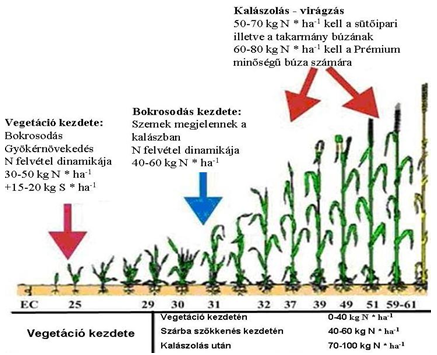 Kalászolás - virágzás
50-70 kg N * ha-1 kell a sütőipari
illetve a takarmány búzának
60-80 kg N * ha-1 kell a Prémium
minőségű búza számára
Vegetáció kezdete:
Bokrosodás
Gyökérnövekedés
N felvétel dinamikája
30-50 kg N * ha-1
+15-20 kg S * ha-1
Bokrosodás kezdete:
Szemek megjelennek a
kalászban
N felvétel dinamikája
40-60 kg N * ha-1
EC 25 29 30 31 32 37 39 49 51 59-61
Vegetáció kezdete
Vegetáció kezdetén 0-40 kg N * ha-1
Szárba szökkenés kezdetén 40-60 kg N * ha-1
Kalászolás után 70-100 kg N * ha-1